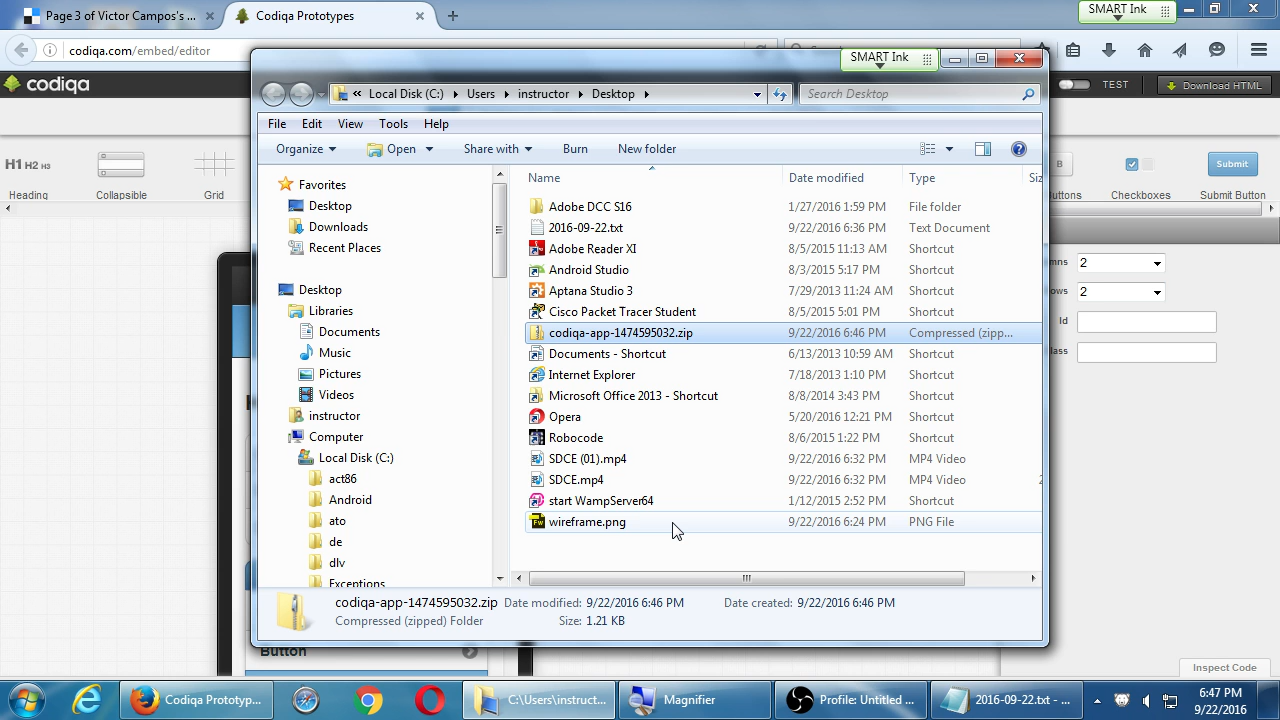 Page 3 of Victor Campos's ...
Codiqa Prototypes
SMART Ink
codiqa.com/embed/editor
codiqa
TEST
Download HTML
SMART Ink
Local Disk (C:)
Users
instructor
Desktop
Search Desktop
File
Edit
View
Tools
Help
Organize
Open
Share with
Burn
New folder
H1 H2 H3
Heading
Collapsible
Grid
B
Submit
Checkboxes
Submit Button
Favorites
Desktop
Downloads
Recent Places
Desktop
Libraries
Documents
Music
Pictures
Videos
instructor
Computer
Local Disk (C:)
act86
Android
ato
de
dlv
Exceptions
Name
Date modified
Type
Adobe DCC S16 1/27/2016 1:59 PM File folder
2016-09-22.txt 9/22/2016 6:36 PM Text Document
Adobe Reader XI 8/5/2015 11:13 AM Shortcut
Android Studio 8/3/2015 5:17 PM Shortcut
Aptana Studio 3 7/29/2013 11:24 AM Shortcut
Cisco Packet Tracer Student 8/5/2015 5:01 PM Shortcut
codiqa-app-1474595032.zip 9/22/2016 6:46 PM Compressed (zipp...
Documents - Shortcut 6/13/2013 10:59 AM Shortcut
Internet Explorer 7/18/2013 1:10 PM Shortcut
Microsoft Office 2013 - Shortcut 8/8/2014 3:43 PM Shortcut
Opera 5/20/2016 12:21 PM Shortcut
Robocode 8/6/2015 1:22 PM Shortcut
SDCE (01).mp4 9/22/2016 6:32 PM MP4 Video
SDCE.mp4 9/22/2016 6:32 PM MP4 Video
start WampServer64 1/12/2015 2:52 PM Shortcut
wireframe.png 9/22/2016 6:24 PM PNG File
2
2
Id
codiqa-app-1474595032.zip Date modified: 9/22/2016 6:46 PM Date created: 9/22/2016 6:46 PM
Compressed (zipped) Folder Size: 1.21 KB
Button
Inspect Code
Codiqa Prototyp...
C:\Users\instruct...
Magnifier
Profile: Untitled ...
2016-09-22.txt - ...
6:47 PM
9/22/2016